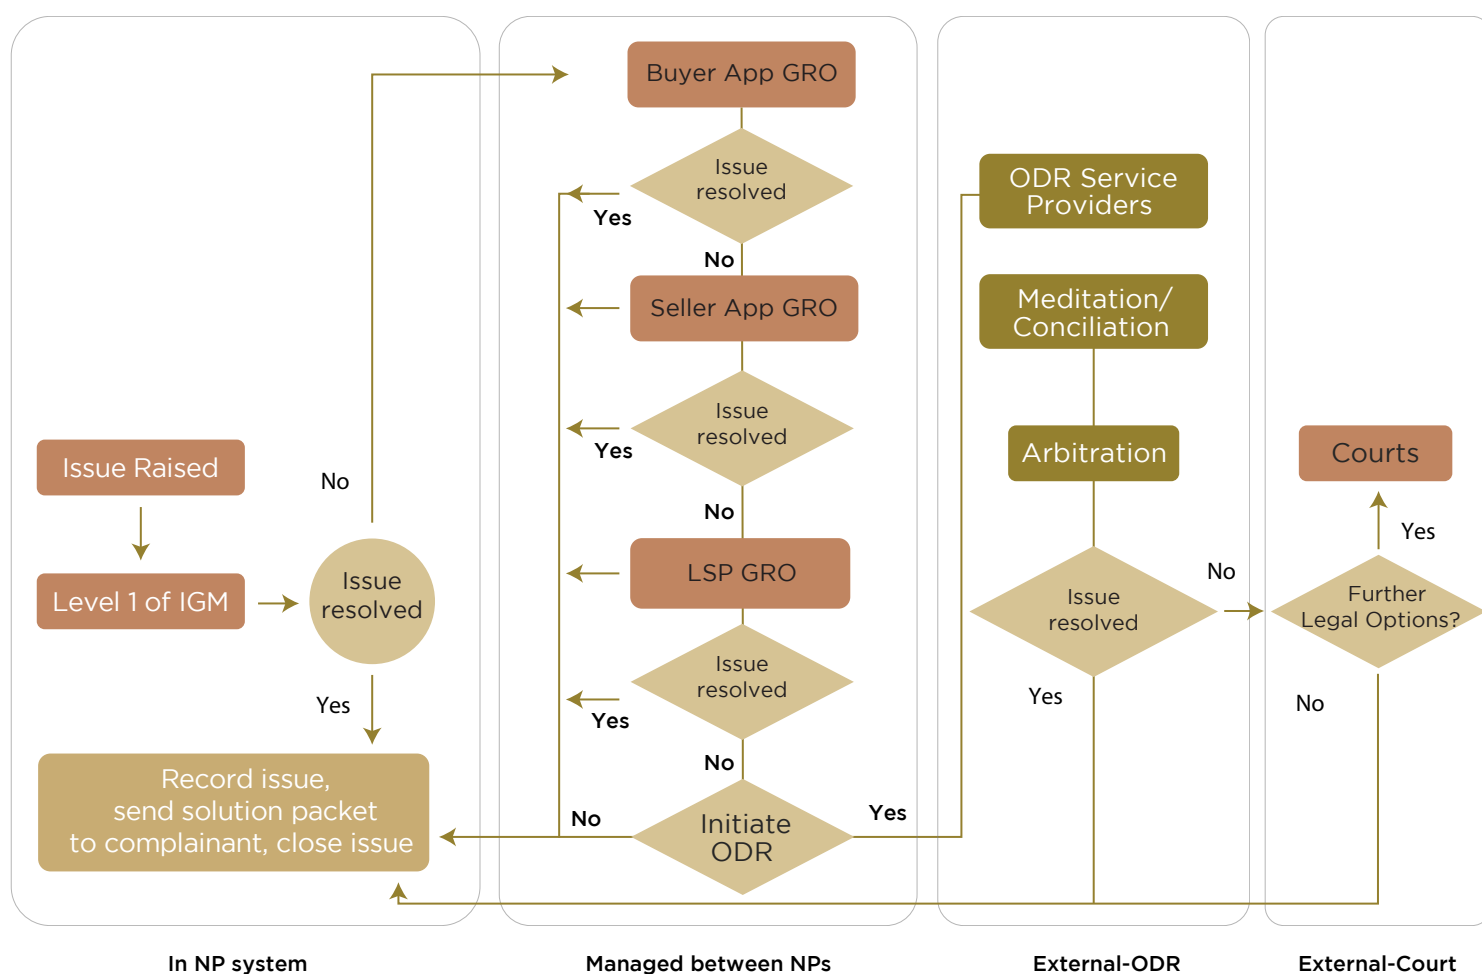 Issue Raised
Level 1 of IGM
Issue
resolved
No
Yes
Record issue,
send solution packet
to complainant, close issue
In NP system
Buyer App GRO
Issue
resolved
Yes
No
Seller App GRO
Issue
resolved
Yes
No
LSP GRO
Issue
resolved
Yes
No
Initiate
ODR
No
Yes
Managed between NPs
ODR Service
Providers
Meditation/
Conciliation
Arbitration
Issue
resolved
No
Yes
External-ODR
Courts
Yes
Further
Legal Options?
No
External-Court